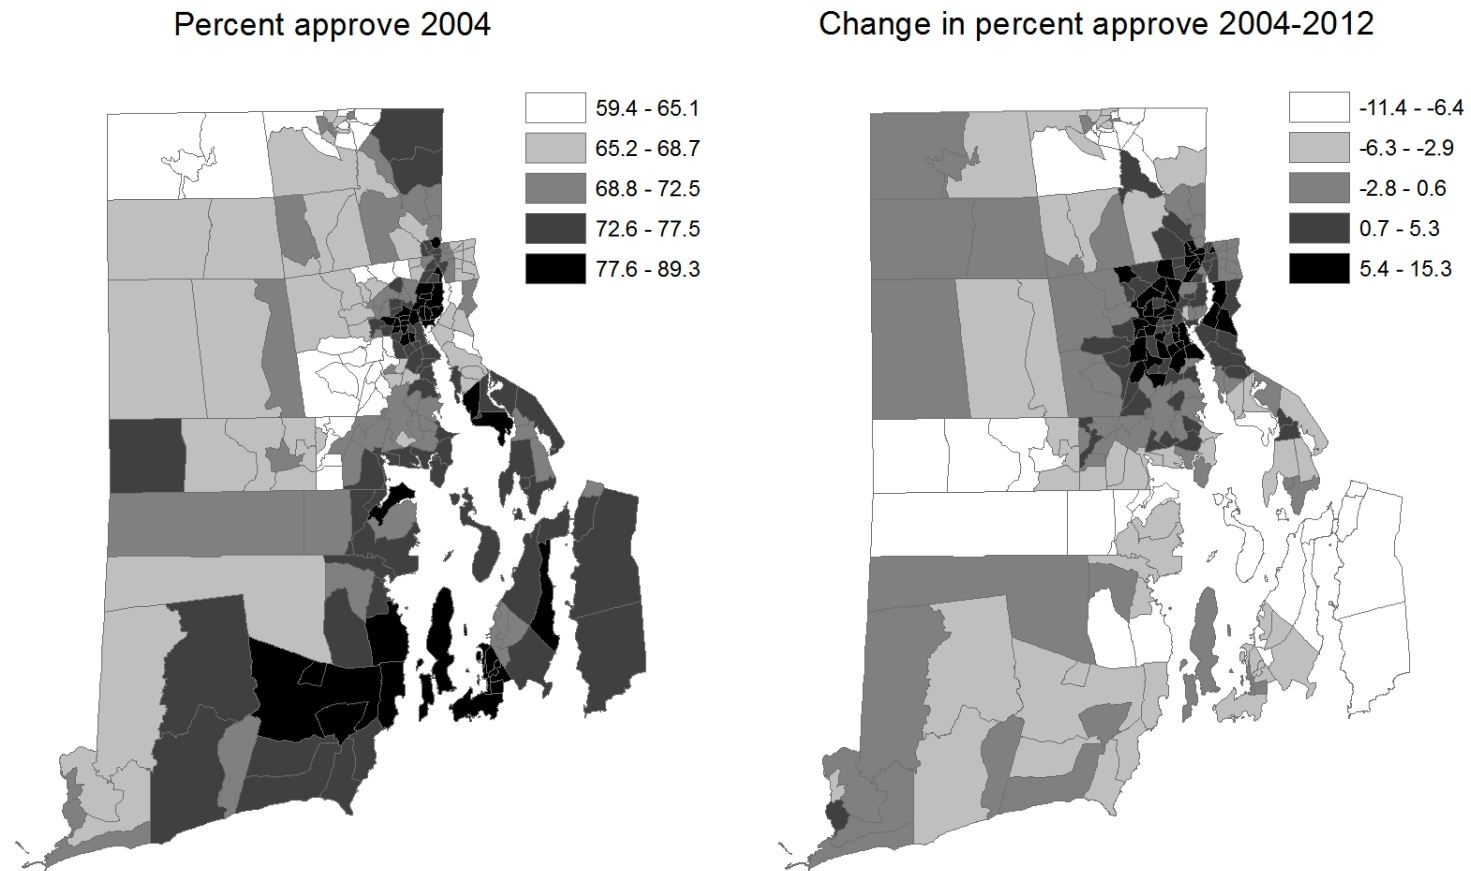 Percent approve 2004
59.4 - 65.1
65.2 - 68.7
68.8 - 72.5
72.6 - 77.5
77.6 - 89.3
Change in percent approve 2004-2012
-11.4 - -6.4
-6.3 - -2.9
-2.8 - 0.6
0.7 - 5.3
5.4 - 15.3